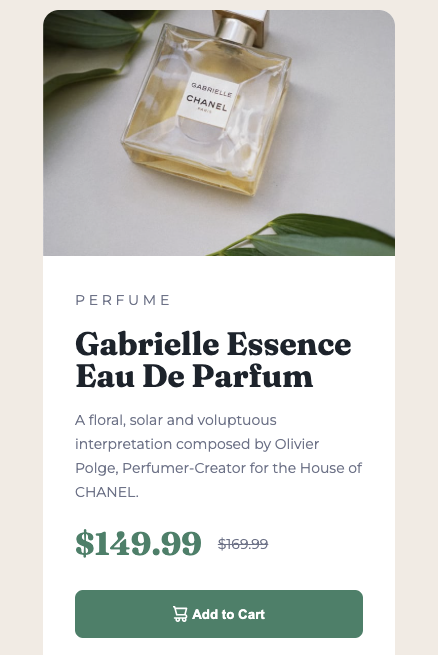 GABRIELLE
CHANEL
PARIS
PERFUME
Gabrielle Essence
Eau De Parfum
A floral, solar and voluptuous
interpretation composed by Olivier
Polge, Perfumer-Creator for the House of
CHANEL.
$149.99 $169.99
Add to Cart